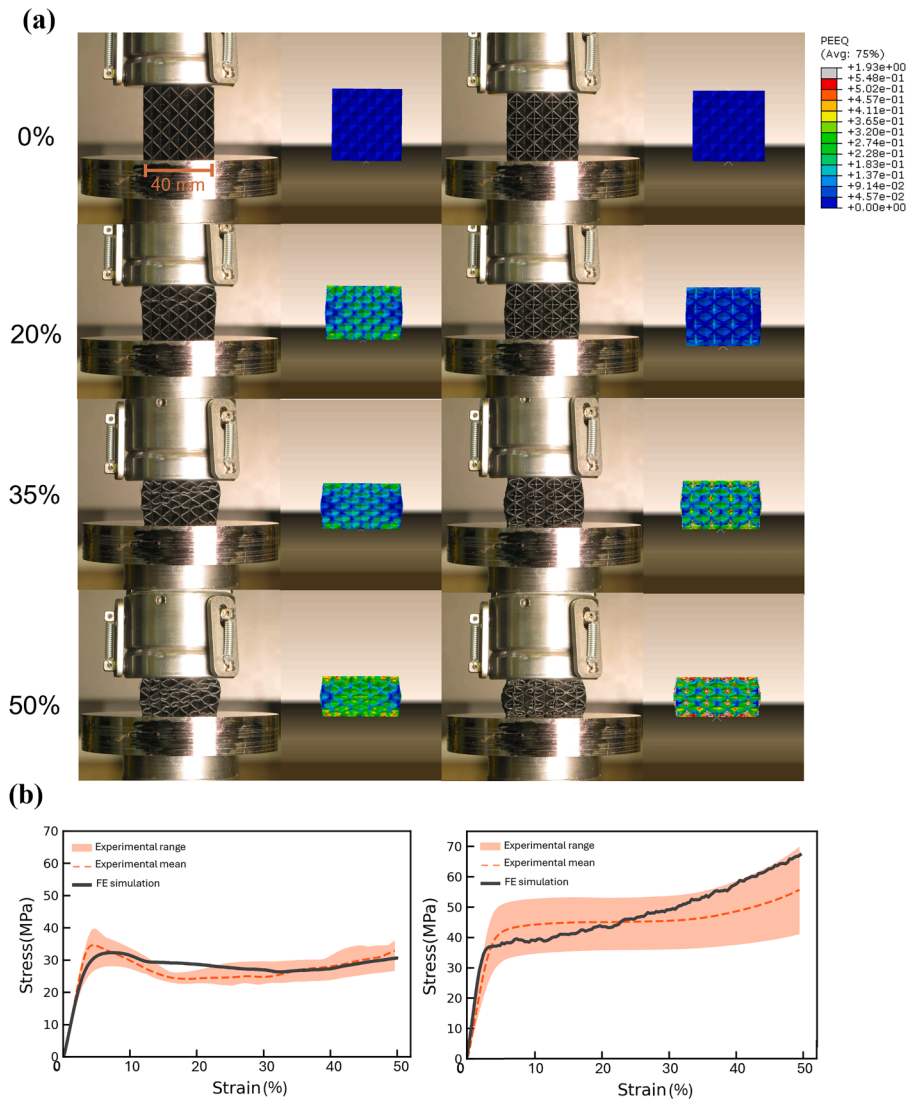 (a)
PEEQ
(Avg: 75%)
+1.93e+00
+5.48e-01
+5.02e-01
+4.57e-01
+4.11e-01
+3.65e-01
+3.20e-01
+2.74e-01
+2.28e-01
+1.83e-01
+1.37e-01
+9.14e-02
+4.57e-02
+0.00e+00
0%
40 mm
20%
35%
50%
(b)
70
60
50
40
30
20
10
0
Stress(MPa)
Experimental range
Experimental mean
FE simulation
0
10
20
30
40
50
Strain(%)
70
60
50
40
30
20
10
0
Stress(MPa)
Experimental range
Experimental mean
FE simulation
0
10
20
30
40
50
Strain(%)